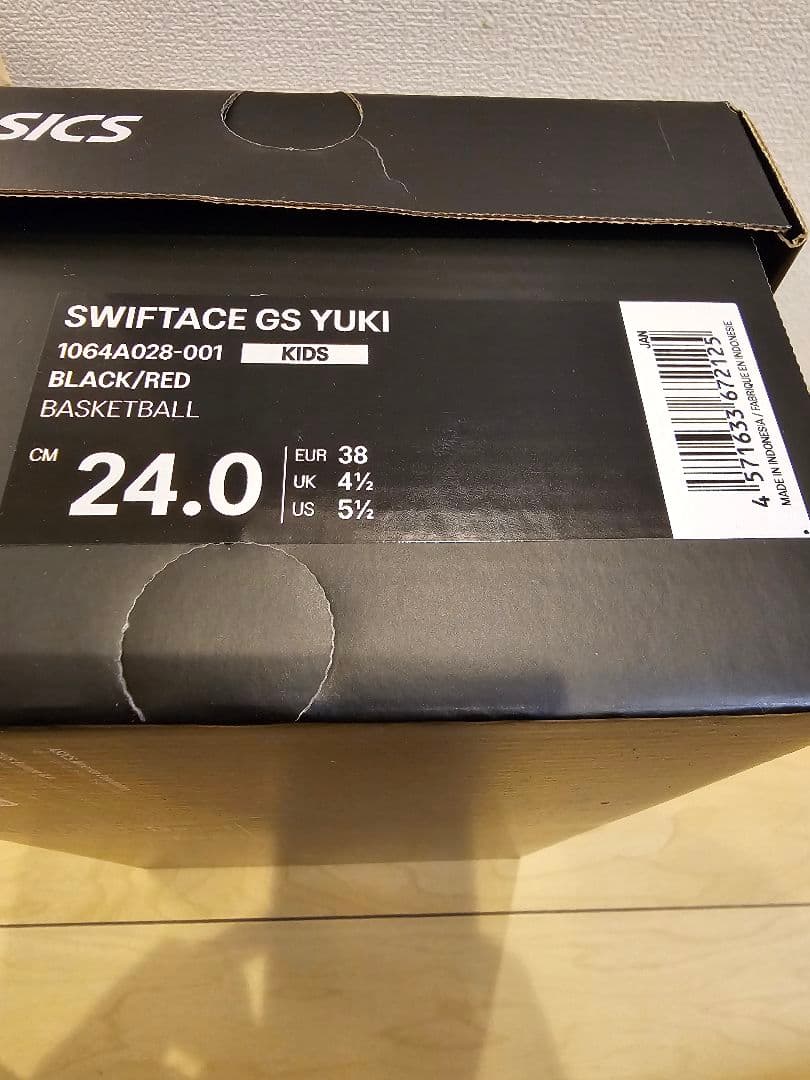 SICS
SWIFTACE GS YUKI
1064A028-001 KIDS
BLACK/RED
BASKETBALL
CM 24.0
EUR 38
UK 4½
US 5½
JAN
4 571633 672125
MADE IN INDONESIA / FABRIQUE EN INDONESIE